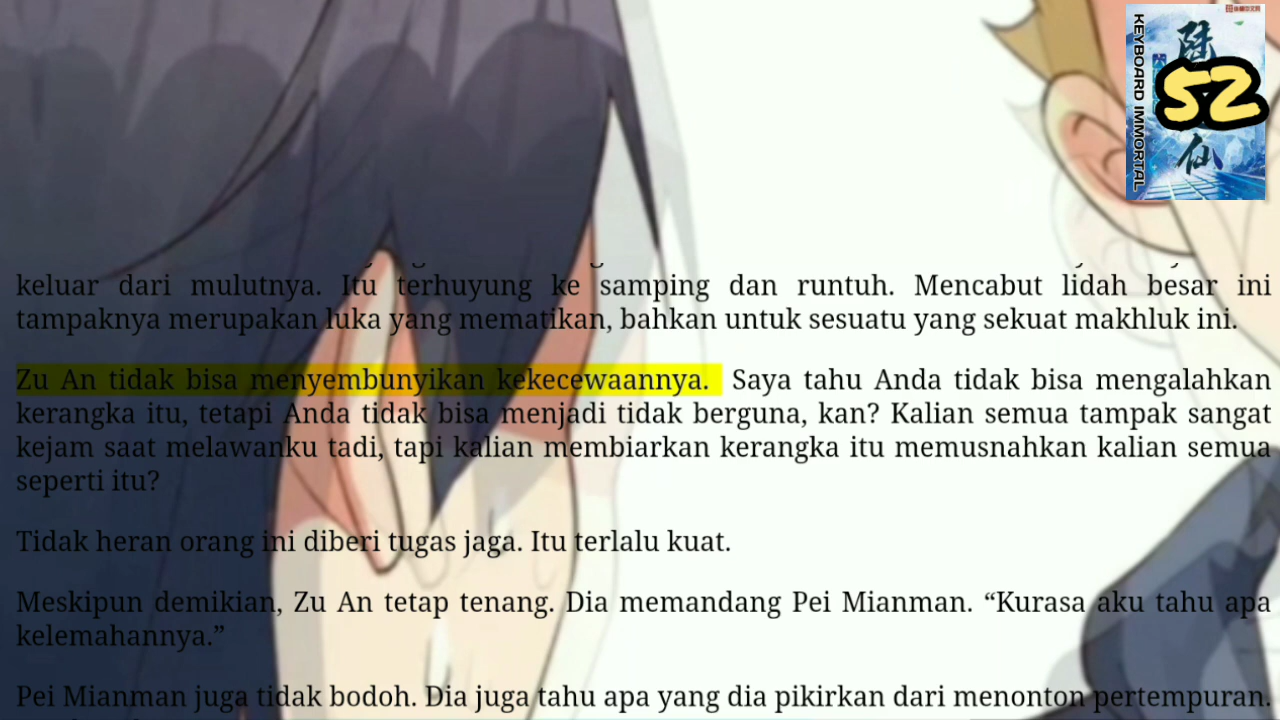 KEYBOARD IMMORTAL
陆
仙
52
keluar dari mulutnya. Itu terhuyung ke samping dan runtuh. Mencabut lidah besar ini
tampaknya merupakan luka yang mematikan, bahkan untuk sesuatu yang sekuat makhluk ini.
Zu An tidak bisa menyembunyikan kekecewaannya. Saya tahu Anda tidak bisa mengalahkan
kerangka itu, tetapi Anda tidak bisa menjadi tidak berguna, kan? Kalian semua tampak sangat
kejam saat melawanku tadi, tapi kalian membiarkan kerangka itu memusnahkan kalian semua
seperti itu?
Tidak heran orang ini diberi tugas jaga. Itu terlalu kuat.
Meskipun demikian, Zu An tetap tenang. Dia memandang Pei Mianman. “Kurasa aku tahu apa
kelemahannya.”
Pei Mianman juga tidak bodoh. Dia juga tahu apa yang dia pikirkan dari menonton pertempuran.